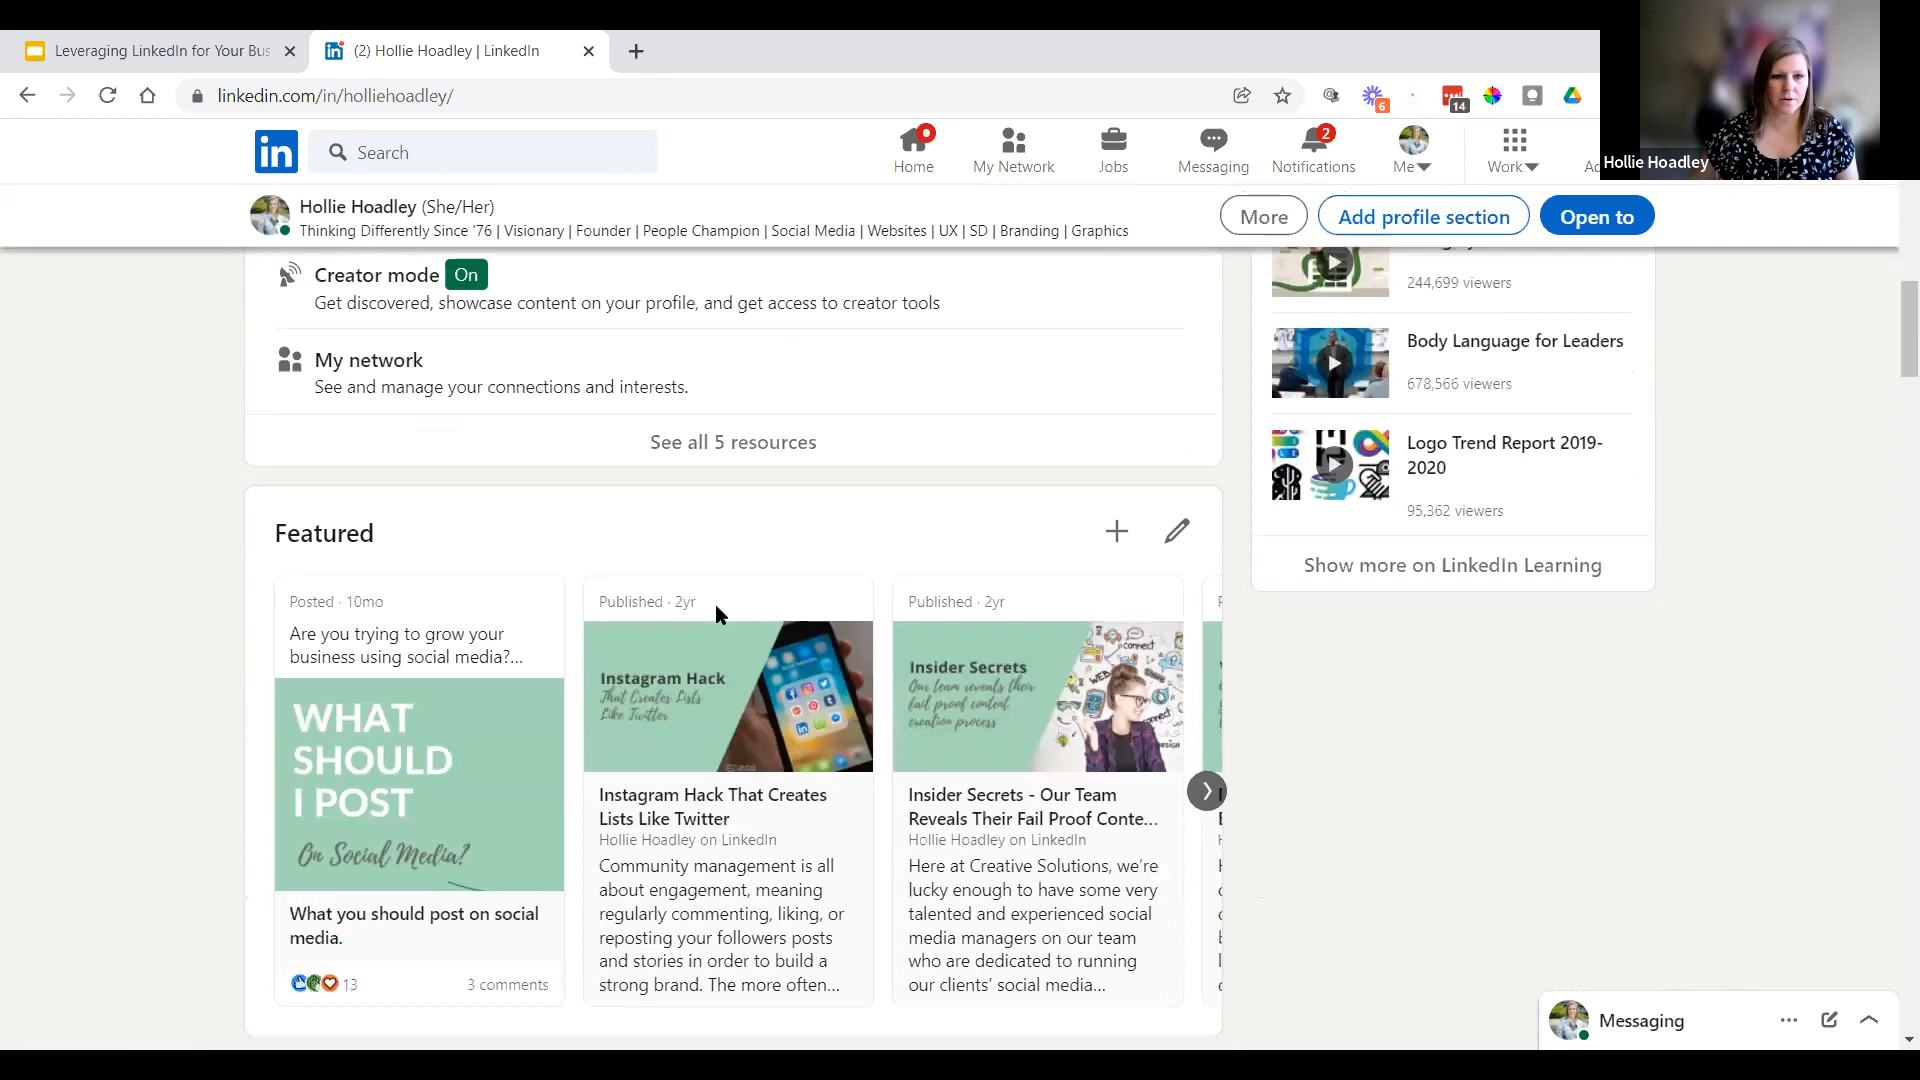 Leveraging LinkedIn for Your Bus
(2) Hollie Hoadley | LinkedIn
linkedin.com/in/holliehoadley/
6
14
in
Search
Home
My Network
Jobs
Messaging
2
Notifications
Me
Work
Hollie Hoadley
Hollie Hoadley (She/Her)
Thinking Differently Since '76 | Visionary | Founder | People Champion | Social Media | Websites | UX | SD | Branding | Graphics
More
Add profile section
Open to
Creator mode On
Get discovered, showcase content on your profile, and get access to creator tools
My network
See and manage your connections and interests.
See all 5 resources
244,699 viewers
Body Language for Leaders
678,566 viewers
Logo Trend Report 2019-
2020
95,362 viewers
Show more on LinkedIn Learning
Featured
Posted · 10mo
Are you trying to grow your
business using social media?...
WHAT
SHOULD
I POST
On Social Media?
What you should post on social
media.
13
3 comments
Published · 2yr
Instagram Hack
That Creates Lists
Like Twitter
Instagram Hack That Creates
Lists Like Twitter
Hollie Hoadley on LinkedIn
Community management is all
about engagement, meaning
regularly commenting, liking, or
reposting your followers posts
and stories in order to build a
strong brand. The more often...
Published · 2yr
Insider Secrets
Our team reveals their
fail proof content
creation process
connect
WEB
connect
Insider Secrets - Our Team
Reveals Their Fail Proof Conte...
Hollie Hoadley on LinkedIn
Here at Creative Solutions, we're
lucky enough to have some very
talented and experienced social
media managers on our team
who are dedicated to running
our clients' social media...
Messaging